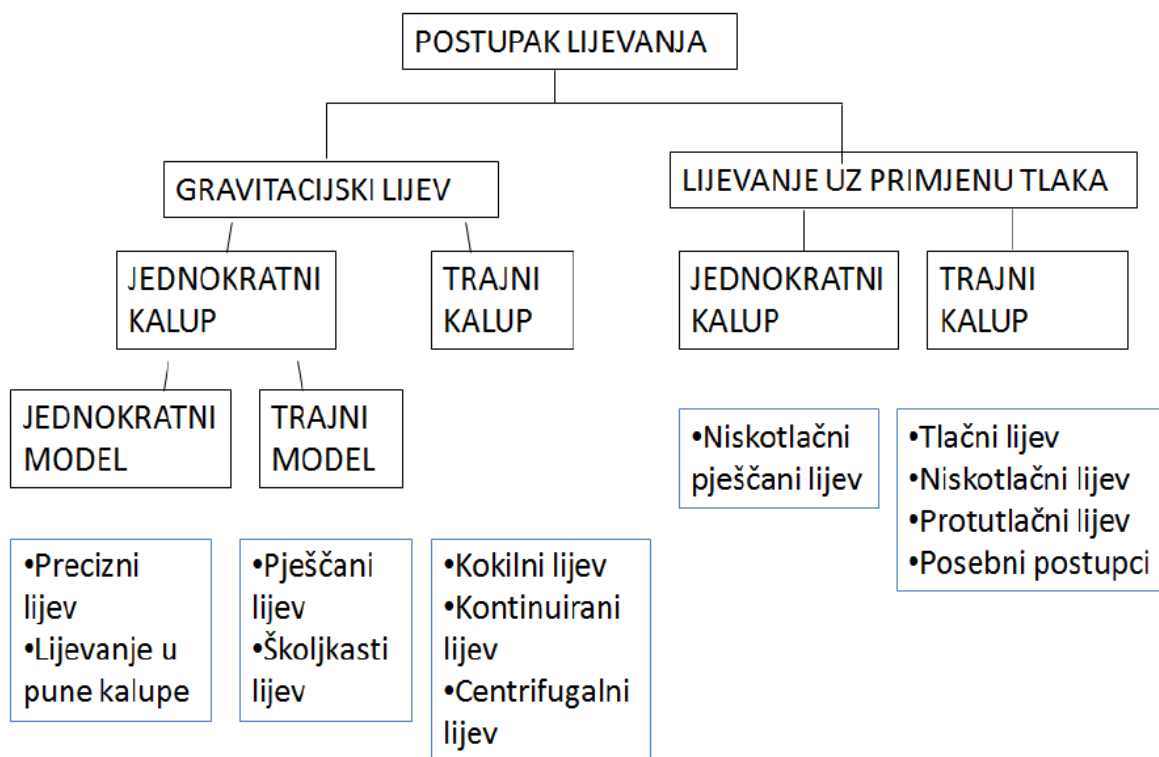 POSTUPAK LIJEVANJA
GRAVITACIJSKI LIJEV
LIJEVANJE UZ PRIMJENU TLAKA
JEDNOKRATNI
KALUP
TRAJNI
KALUP
JEDNOKRATNI
KALUP
TRAJNI
KALUP
JEDNOKRATNI
MODEL
TRAJNI
MODEL
•Niskotlačni
pješčani lijev
•Tlačni lijev
•Niskotlačni lijev
•Protutlačni lijev
•Posebni postupci
•Precizni
lijev
•Lijevanje u
pune kalupe
•Pješčani
lijev
•Školjkasti
lijev
•Kokilni lijev
•Kontinuirani
lijev
•Centrifugalni
lijev